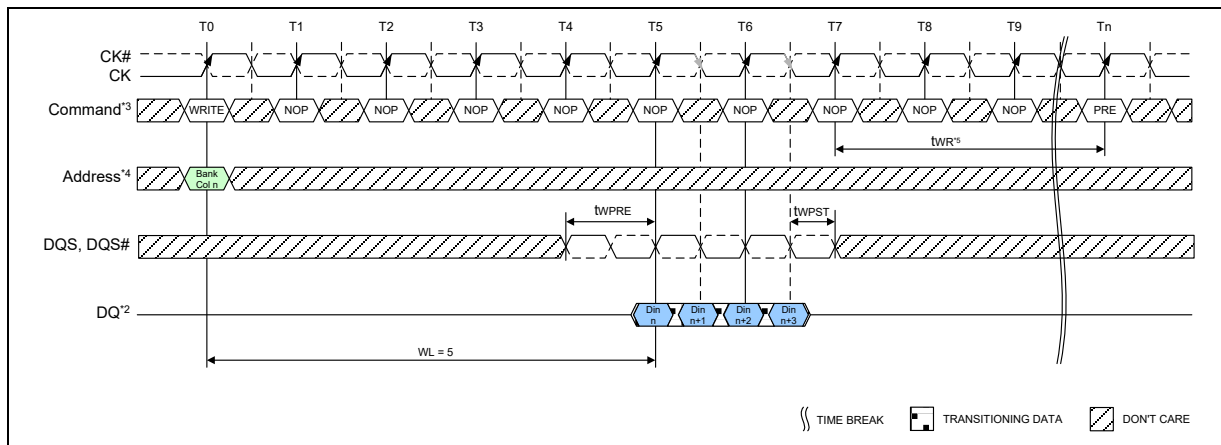 T0 T1 T2 T3 T4 T5 T6 T7 T8 T9 Tn
CK#
CK
Command*3 WRITE NOP NOP NOP NOP NOP NOP NOP NOP NOP PRE
tWR*5
Address*4 Bank
Col n
tWPRE tWPST
DQS, DQS#
DQ*2 Din
n Din
n+1 Din
n+2 Din
n+3
WL = 5
TIME BREAK TRANSITIONING DATA DON'T CARE